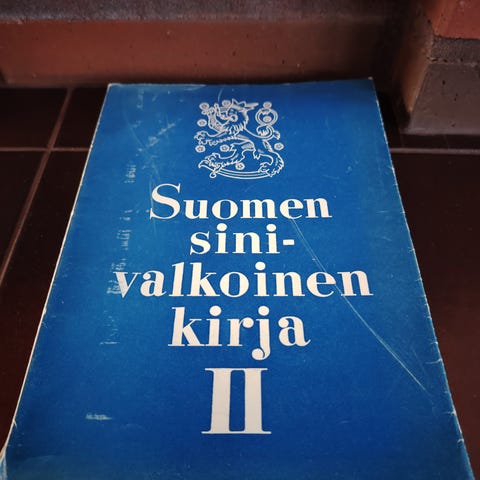 Suomen
sini-
valkoinen
kirja
II